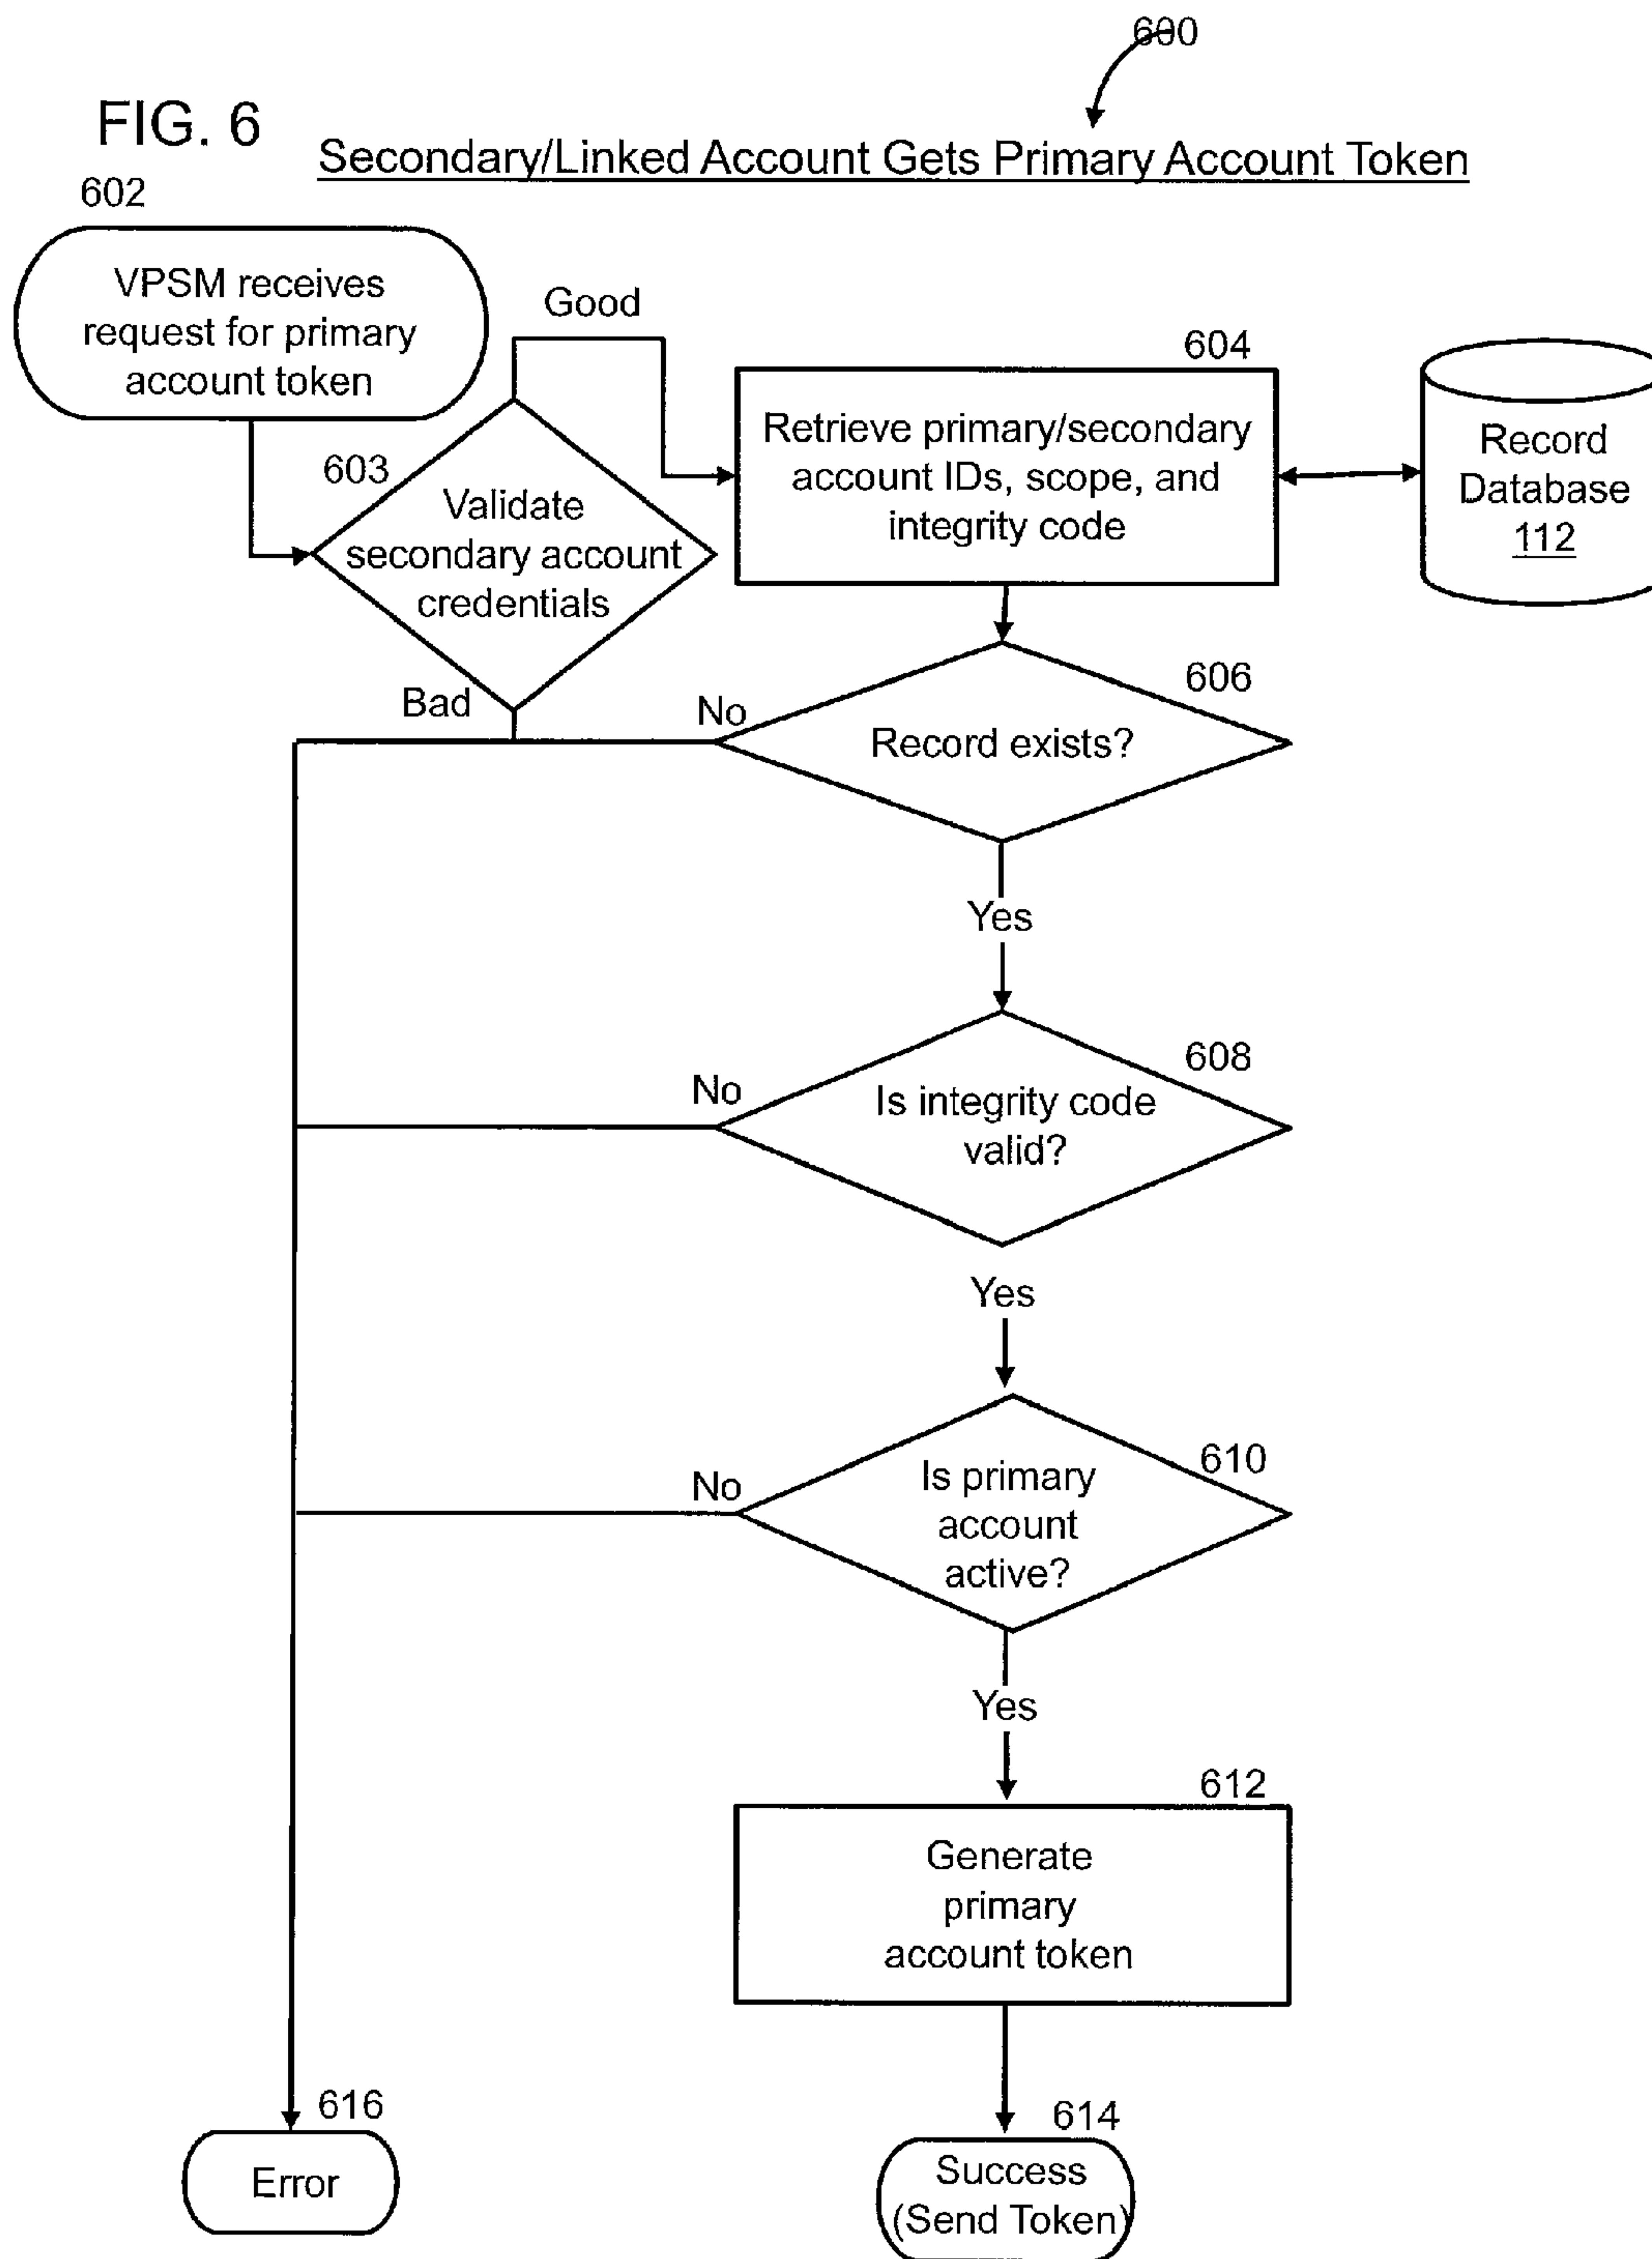 600
FIG. 6
Secondary/Linked Account Gets Primary Account Token
602
VPSM receives
request for primary
account token
Good
603
Validate
secondary account
credentials
Bad
604
Retrieve primary/secondary
account IDs, scope, and
integrity code
Record
Database
112
606
No
Record exists?
Yes
608
No
Is integrity code
valid?
Yes
610
No
Is primary
account
active?
Yes
612
Generate
primary
account token
616
Error
614
Success
(Send Token)